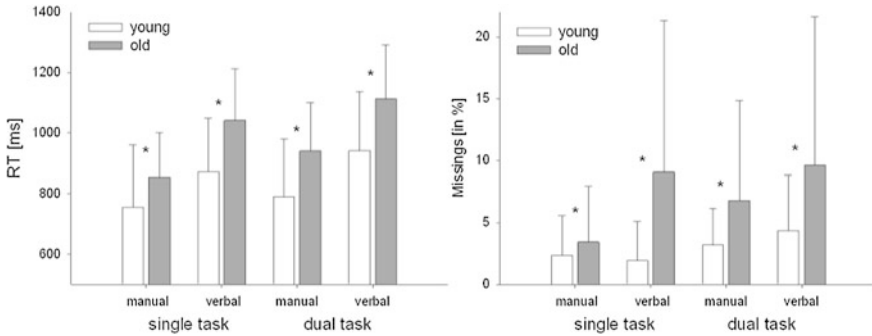 1400
1200
1000
800
600
RT [ms]
young
old
*
*
*
*
manual
verbal
manual
verbal
single task
dual task
20
15
10
5
0
Missings [in %]
young
old
*
*
*
*
manual
verbal
manual
verbal
single task
dual task